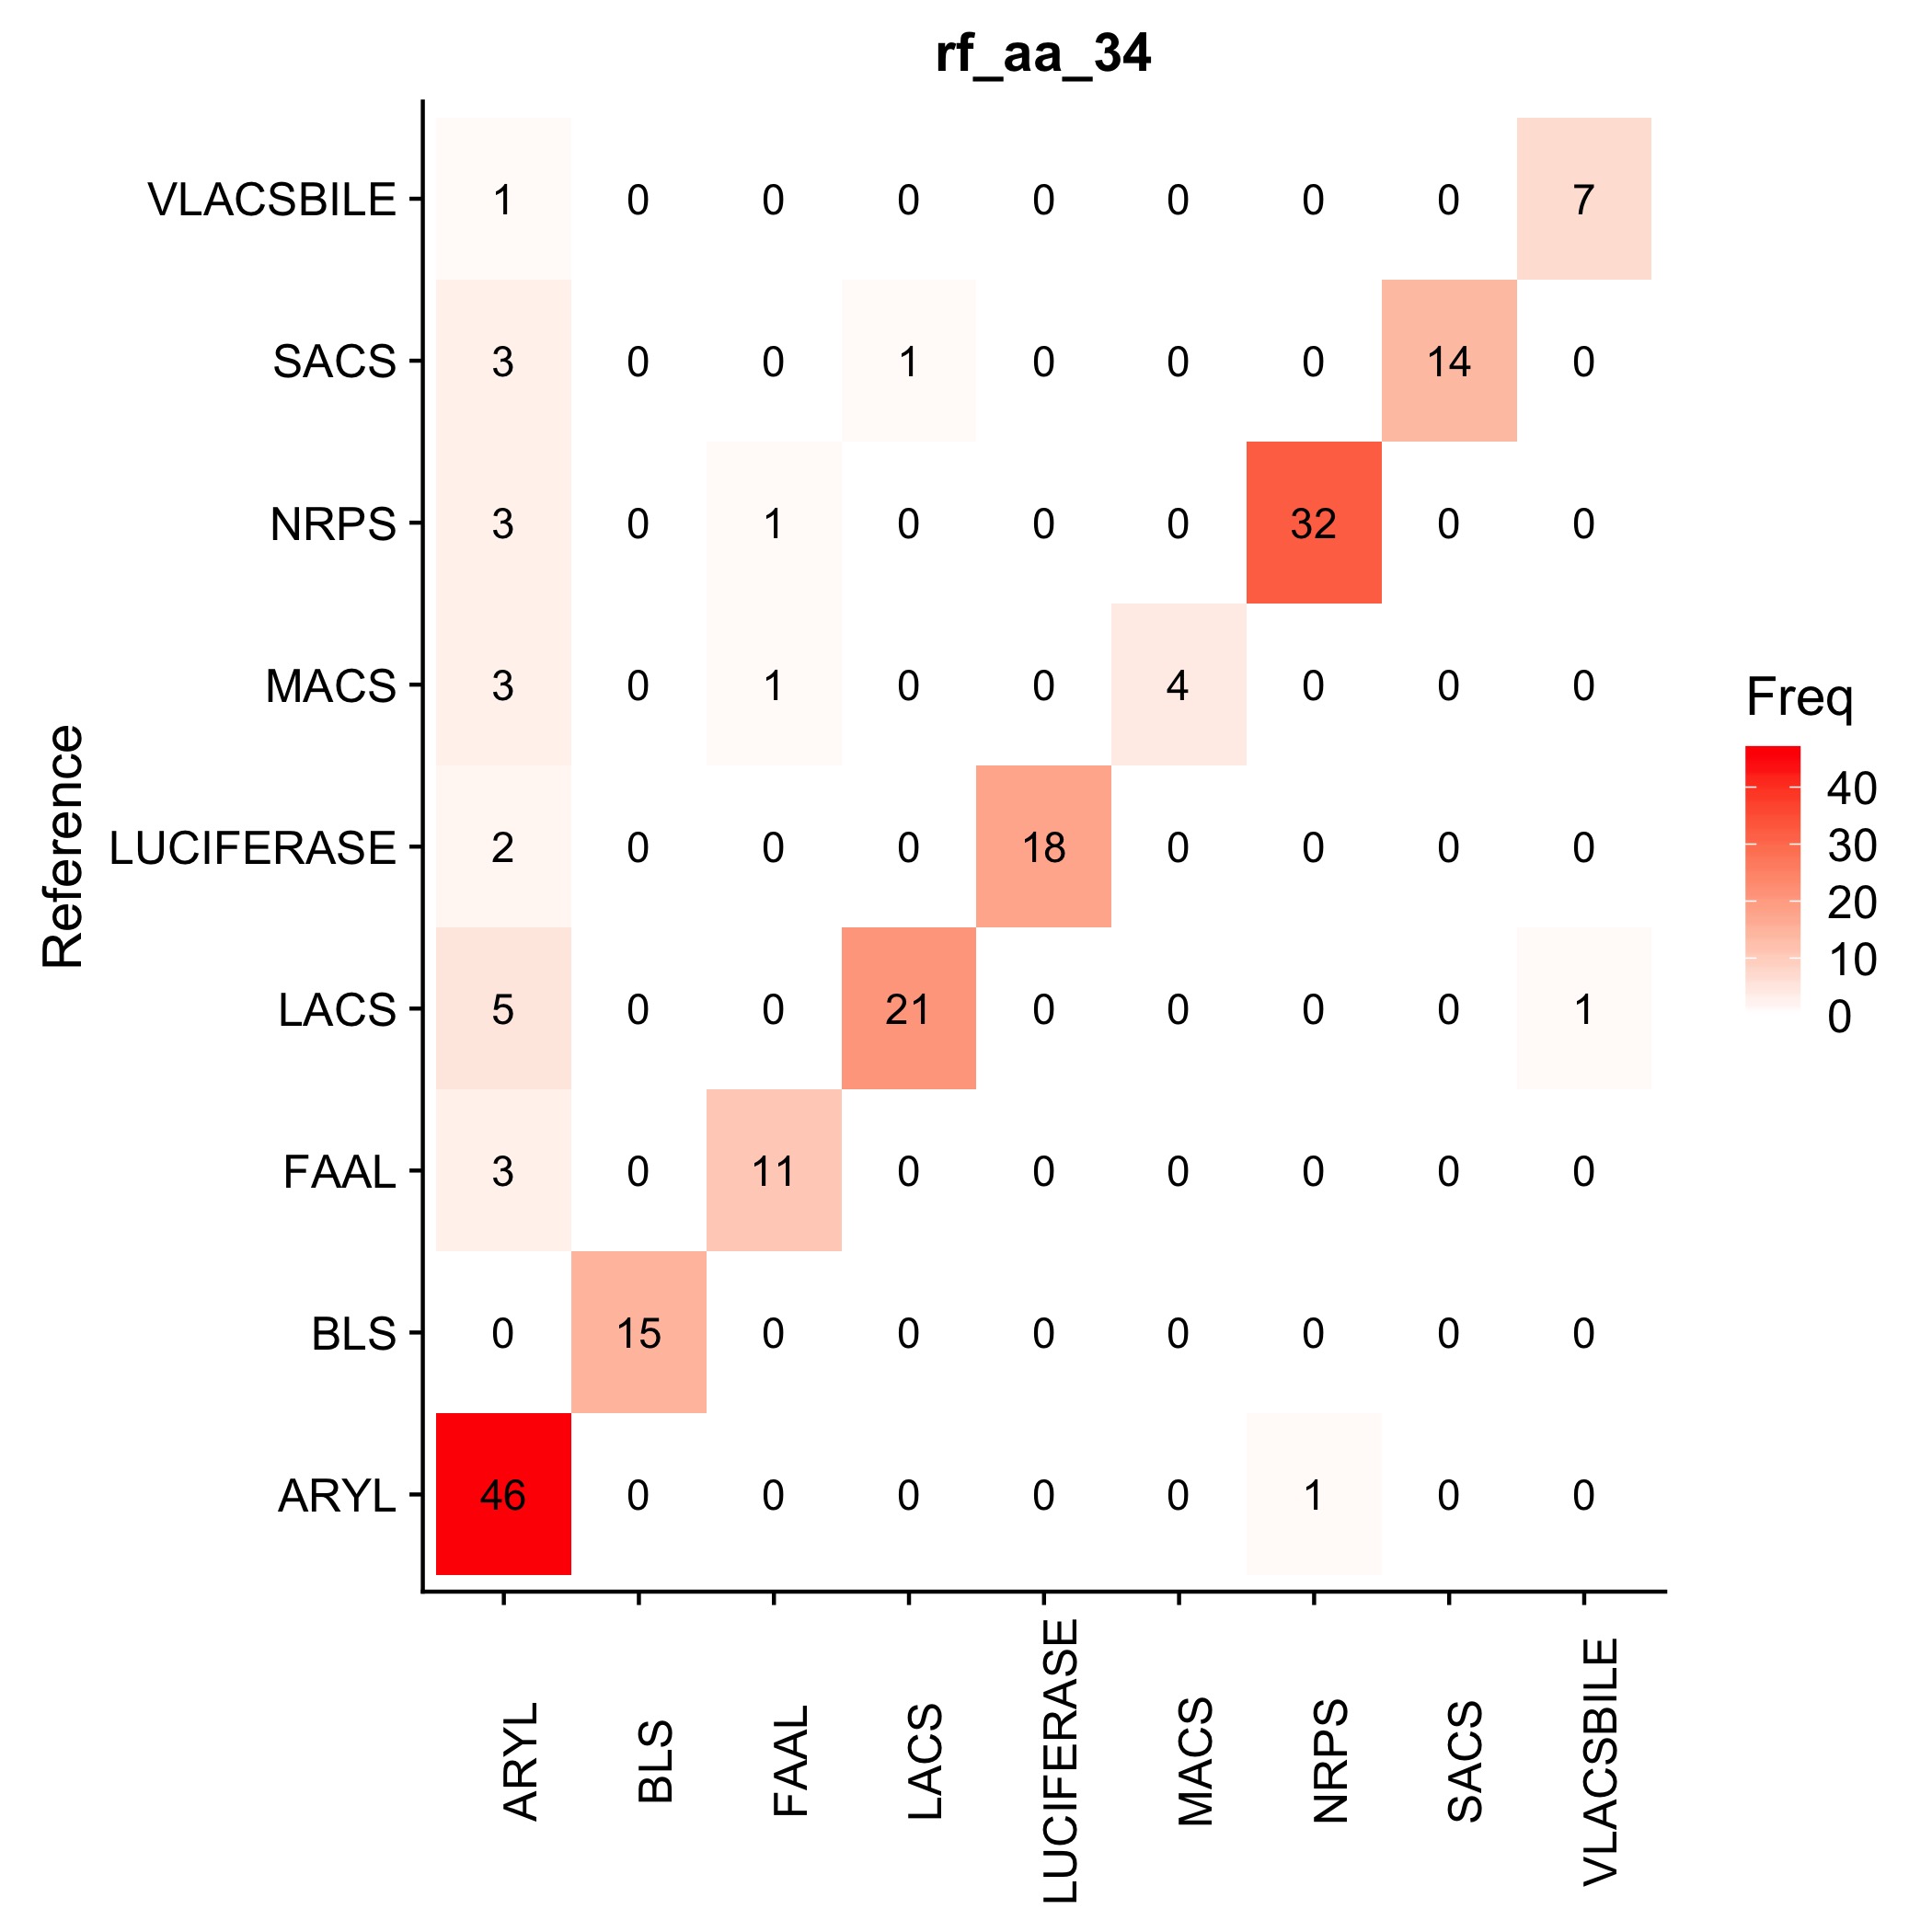 rf_aa_34
VLACSBILE 1 0 0 0 0 0 0 0 7
SACS 3 0 0 1 0 0 0 14 0
NRPS 3 0 1 0 0 0 32 0 0
MACS 3 0 1 0 0 4 0 0 0
LUCIFERASE 2 0 0 0 18 0 0 0 0
LACS 5 0 0 21 0 0 0 0 1
FAAL 3 0 11 0 0 0 0 0 0
BLS 0 15 0 0 0 0 0 0 0
ARYL 46 0 0 0 0 0 1 0 0
Reference
ARYL BLS FAAL LACS LUCIFERASE MACS NRPS SACS VLACSBILE
Freq
40
30
20
10
0